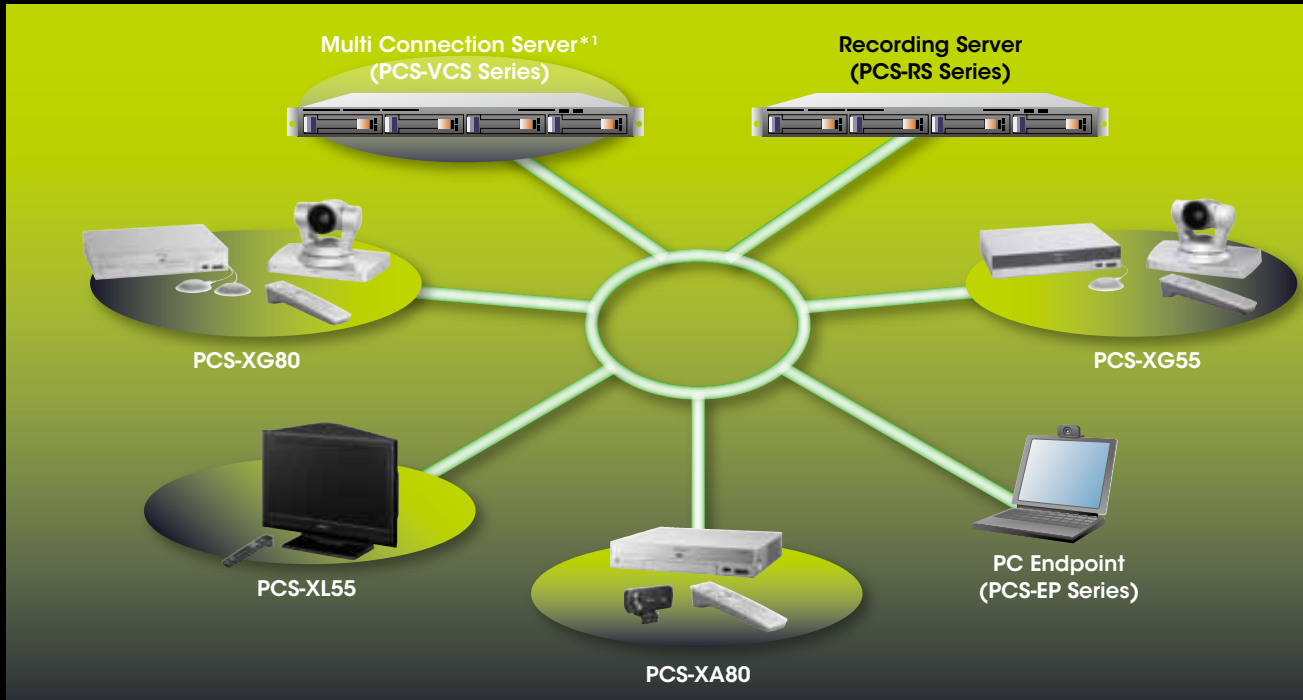 Multi Connection Server*1
(PCS-VCS Series)
Recording Server
(PCS-RS Series)
PCS-XG80
PCS-XG55
PCS-XL55
PC Endpoint
(PCS-EP Series)
PCS-XA80